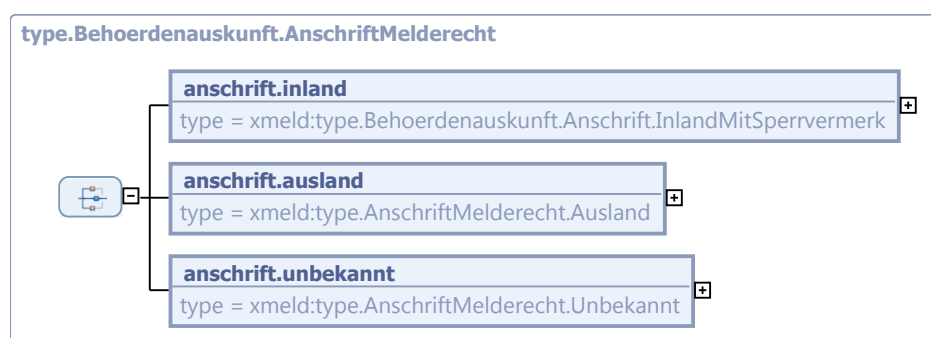 type.Behoerdenauskunft.AnschriftMelderecht
anschrift.inland
type = xmeld:type.Behoerdenauskunft.Anschrift.InlandMitSperrvermerk
anschrift.ausland
type = xmeld:type.AnschriftMelderecht.Ausland
anschrift.unbekannt
type = xmeld:type.AnschriftMelderecht.Unbekannt